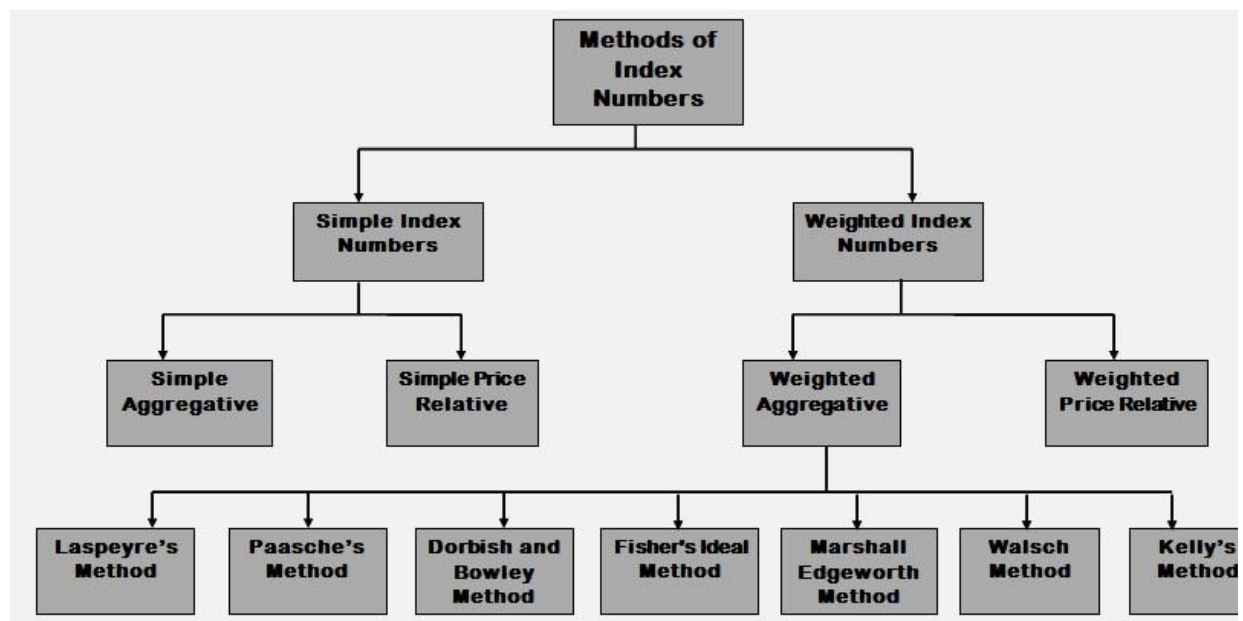 Methods of
Index
Numbers
Simple Index
Numbers
Weighted Index
Numbers
Simple
Aggregative
Simple Price
Relative
Weighted
Aggregative
Weighted
Price Relative
Laspeyre's
Method
Paasche's
Method
Dorbish and
Bowley
Method
Fisher's Ideal
Method
Marshall
Edgeworth
Method
Walsch
Method
Kelly's
Method